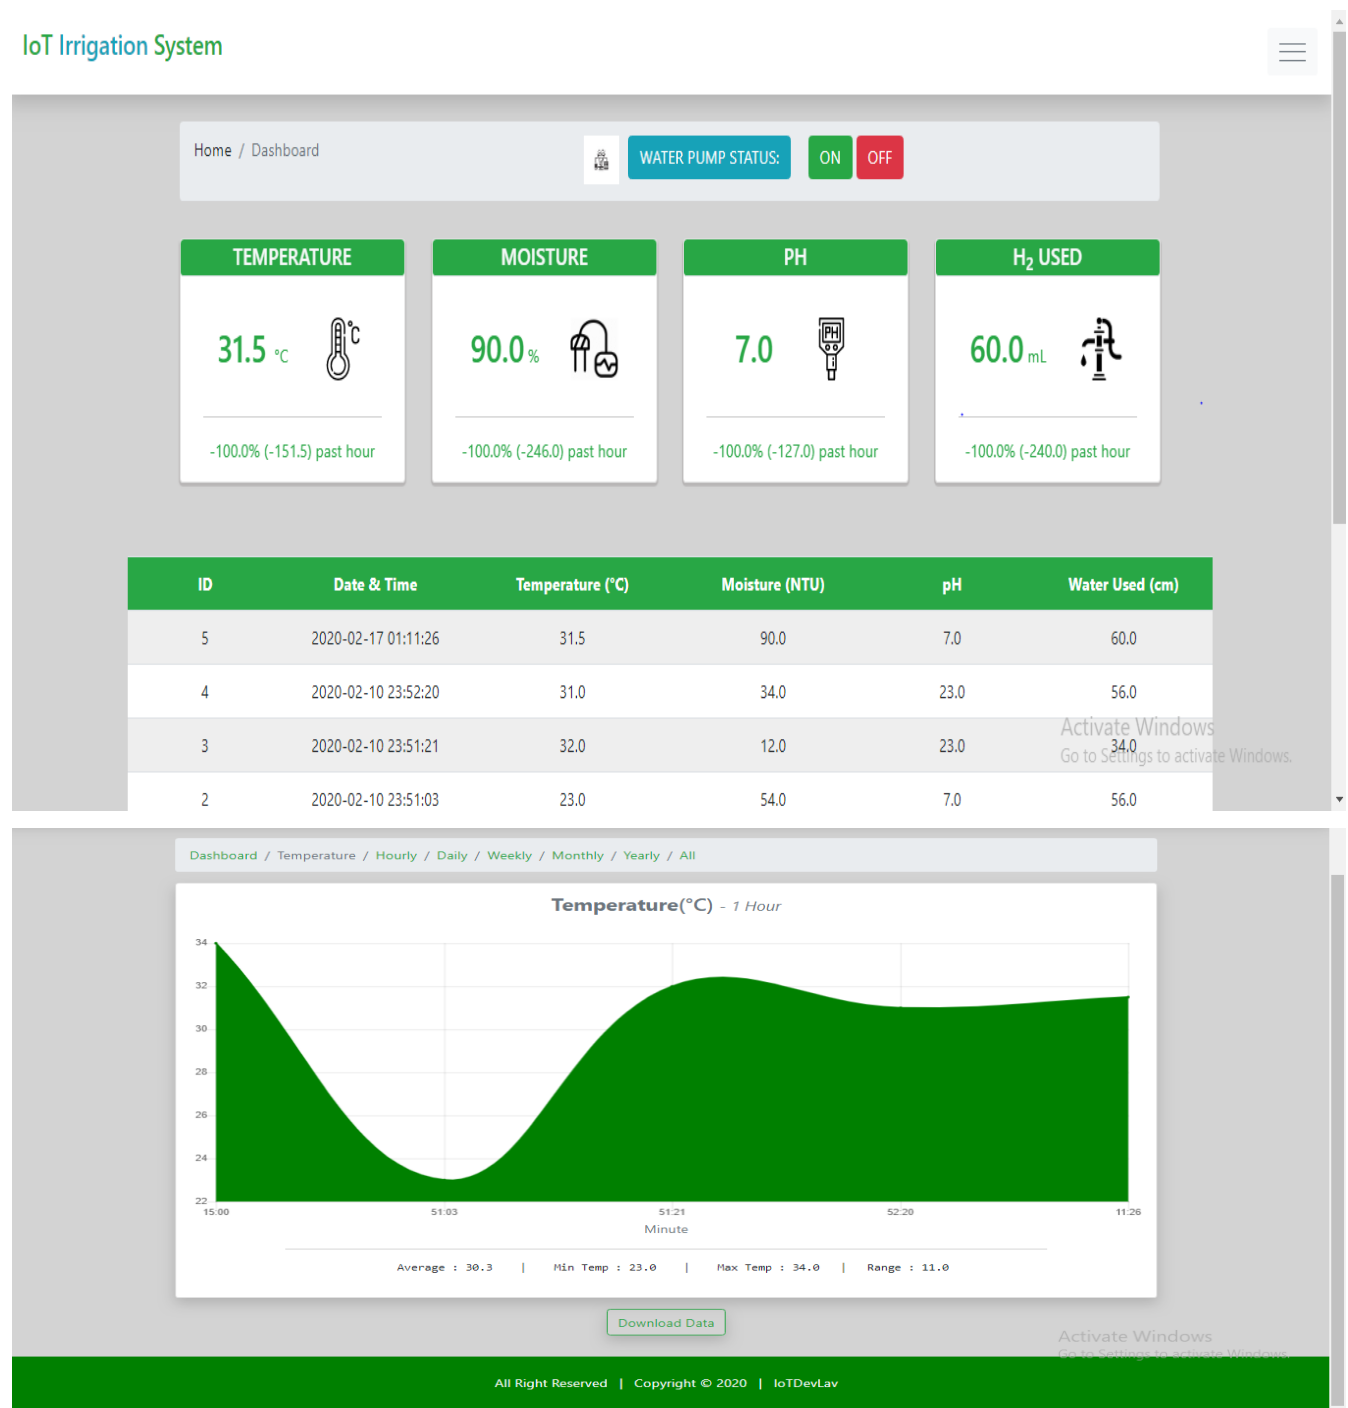 IoT Irrigation System
Home / Dashboard
WATER PUMP STATUS: ON OFF
TEMPERATURE MOISTURE PH H₂ USED
31.5 °C °C 90.0 % 7.0 PH 60.0 mL
-100.0% (-151.5) past hour -100.0% (-246.0) past hour -100.0% (-127.0) past hour -100.0% (-240.0) past hour
ID Date & Time Temperature (°C) Moisture (NTU) pH Water Used (cm)
5 2020-02-17 01:11:26 31.5 90.0 7.0 60.0
4 2020-02-10 23:52:20 31.0 34.0 23.0 56.0
3 2020-02-10 23:51:21 32.0 12.0 23.0 34.0
2 2020-02-10 23:51:03 23.0 54.0 7.0 56.0
Activate Windows
Go to Settings to activate Windows.
Dashboard / Temperature / Hourly / Daily / Weekly / Monthly / Yearly / All
Temperature(°C) - 1 Hour
34
32
30
28
26
24
22
15:00 51:03 51:21 52:20 11:26
Minute
Average : 30.3 | Min Temp : 23.0 | Max Temp : 34.0 | Range : 11.0
Download Data
Activate Windows
Go to Settings to activate Windows.
All Right Reserved | Copyright © 2020 | IoTDevLav